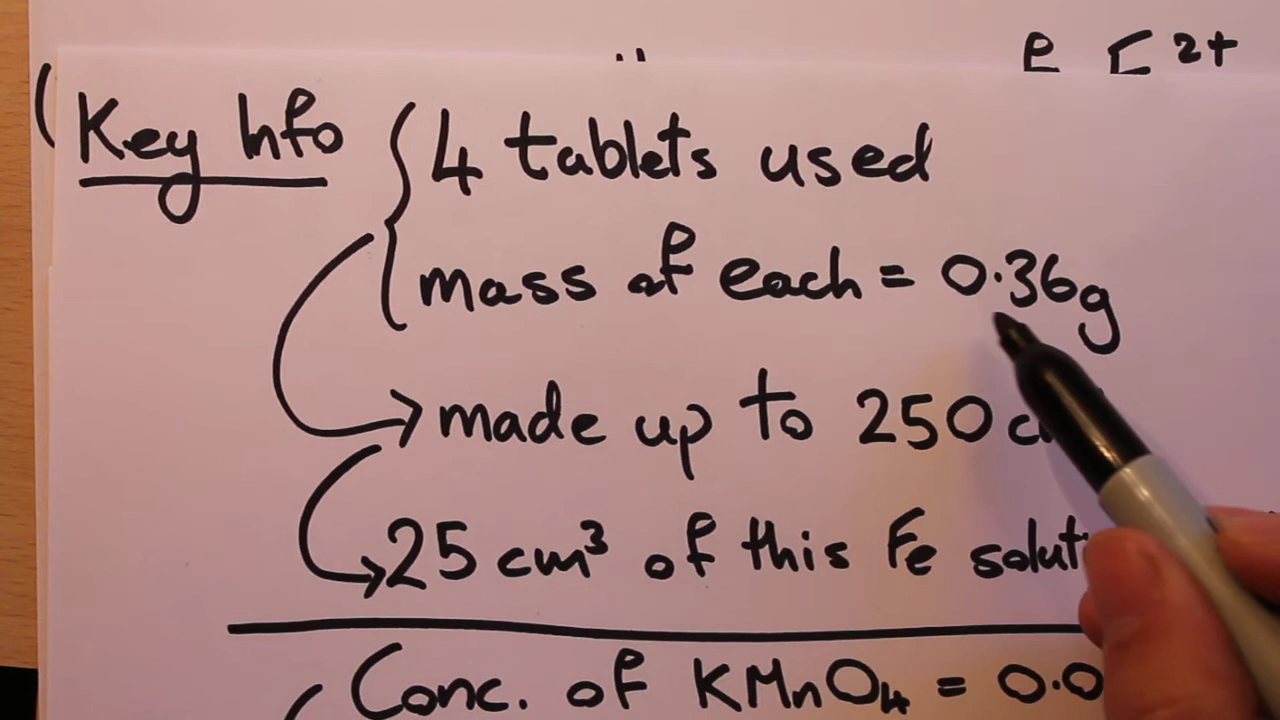 2+
Key Info 4 tablets used
mass of each = 0.36g
made up to 250
25 cm³ of this Fe
Conc. of KMnO₄ = 0.0